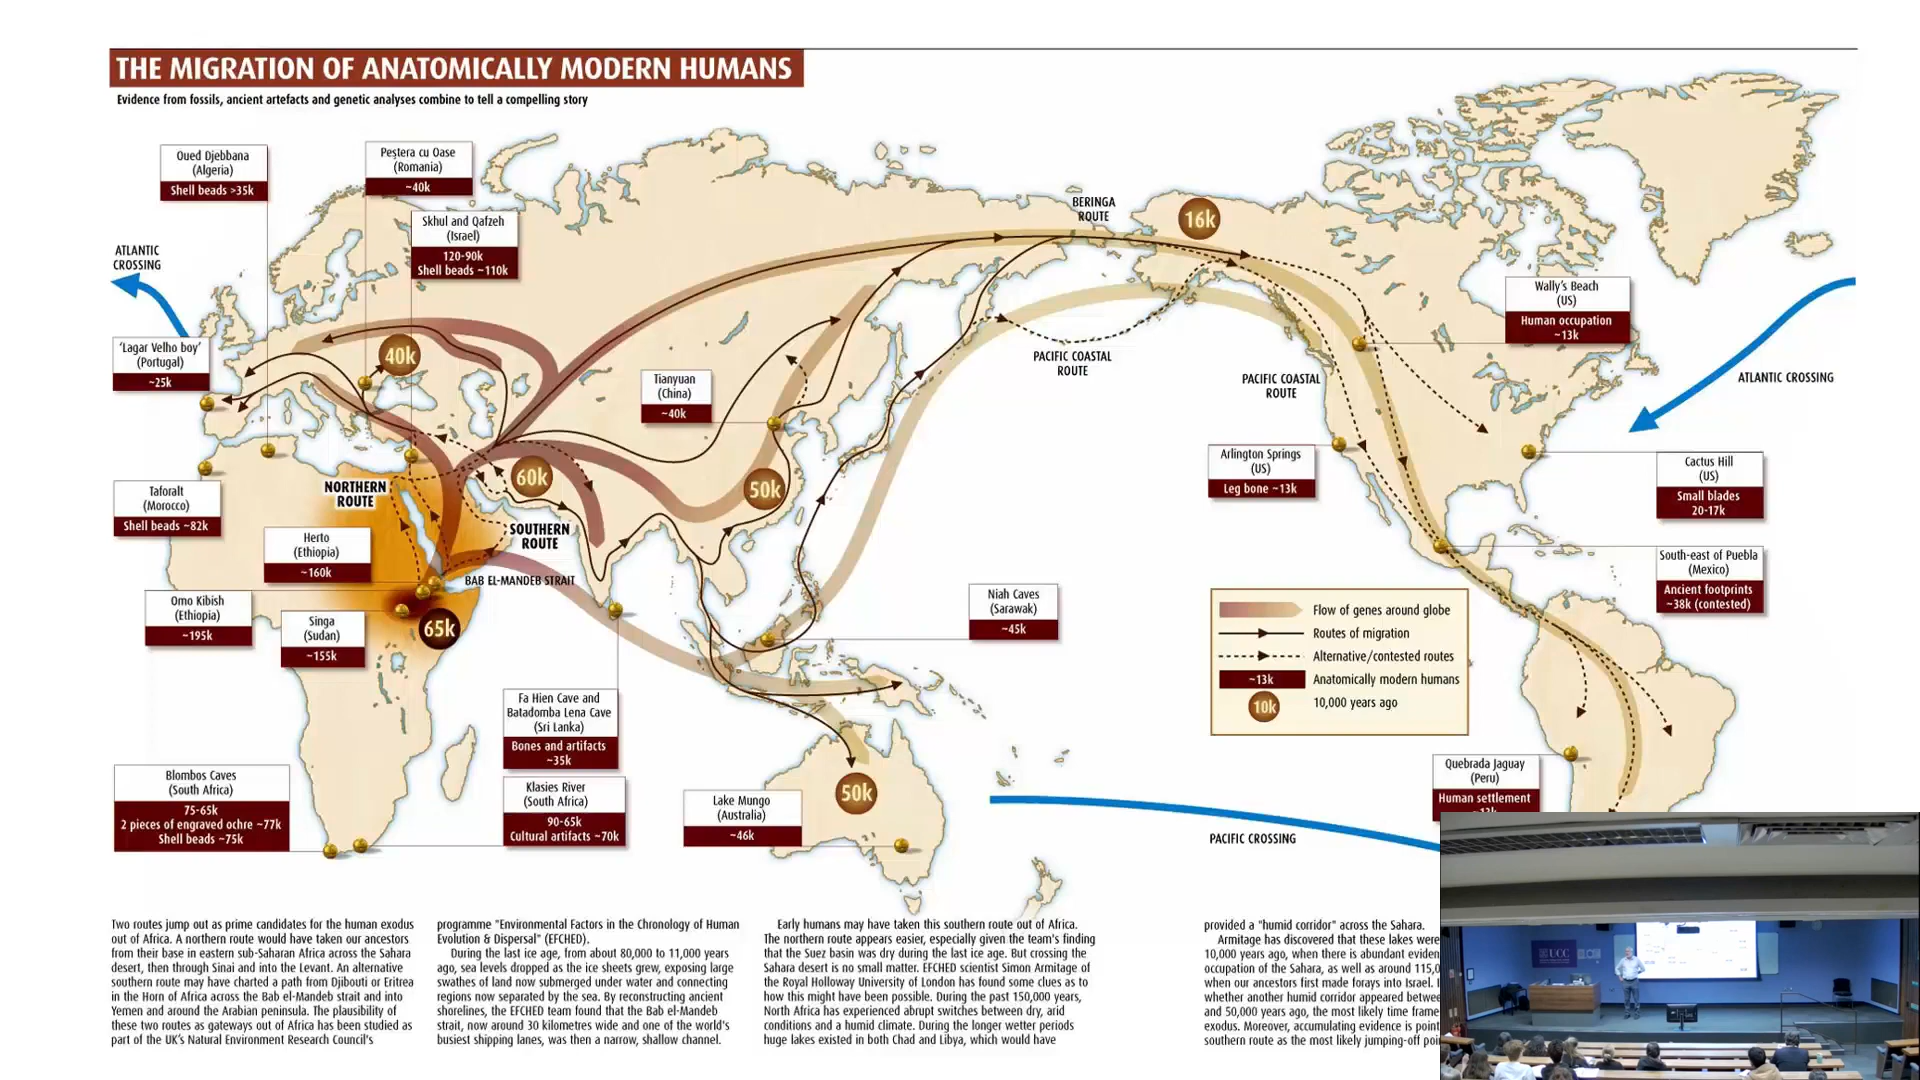 THE MIGRATION OF ANATOMICALLY MODERN HUMANS
Evidence from fossils, ancient artefacts and genetic analyses combine to tell a compelling story
Oued Djebbana
(Algeria)
Shell beads >35k
Peștera cu Oase
(Romania)
~40k
Skhul and Qafzeh
(Israel)
120-90k
Shell beads ~110k
BERINGA
ROUTE
16k
ATLANTIC
CROSSING
Wally's Beach
(US)
Human occupation
~13k
'Lagar Velho boy'
(Portugal)
~25k
40k
Tianyuan
(China)
~40k
PACIFIC COASTAL
ROUTE
PACIFIC COASTAL
ROUTE
ATLANTIC CROSSING
Arlington Springs
(US)
Leg bone ~13k
Cactus Hill
(US)
Small blades
20-17k
60k
50k
NORTHERN
ROUTE
Taforalt
(Morocco)
Shell beads ~82k
SOUTHERN
ROUTE
Herto
(Ethiopia)
~160k
BAB EL-MANDEB STRAIT
South-east of Puebla
(Mexico)
Ancient footprints
~38k (contested)
Omo Kibish
(Ethiopia)
~195k
Singa
(Sudan)
~155k
65k
Niah Caves
(Sarawak)
~45k
Flow of genes around globe
Routes of migration
Alternative/contested routes
~13k
Anatomically modern humans
10k
10,000 years ago
Fa Hien Cave and
Batadomba Lena Cave
(Sri Lanka)
Bones and artifacts
~35k
Blombos Caves
(South Africa)
75-65k
2 pieces of engraved ochre ~77k
Shell beads ~75k
Klasies River
(South Africa)
90-65k
Cultural artifacts ~70k
Lake Mungo
(Australia)
~46k
50k
Quebrada Jaguay
(Peru)
Human settlement
PACIFIC CROSSING
Two routes jump out as prime candidates for the human exodus
out of Africa. A northern route would have taken our ancestors
from their base in eastern sub-Saharan Africa across the Sahara
desert, then through Sinai and into the Levant. An alternative
southern route may have charted a path from Djibouti or Eritrea
in the Horn of Africa across the Bab el-Mandeb strait and into
Yemen and around the Arabian peninsula. The plausibility of
these two routes as gateways out of Africa has been studied as
part of the UK's Natural Environment Research Council's
programme "Environmental Factors in the Chronology of Human
Evolution & Dispersal" (EFCHED).
During the last ice age, from about 80,000 to 11,000 years
ago, sea levels dropped as the ice sheets grew, exposing large
swathes of land now submerged under water and connecting
regions now separated by the sea. By reconstructing ancient
shorelines, the EFCHED team found that the Bab el-Mandeb
strait, now around 30 kilometres wide and one of the world's
busiest shipping lanes, was then a narrow, shallow channel.
Early humans may have taken this southern route out of Africa.
The northern route appears easier, especially given the team's finding
that the Suez basin was dry during the last ice age. But crossing the
Sahara desert is no small matter. EFCHED scientist Simon Armitage of
the Royal Holloway University of London has found some clues as to
how this might have been possible. During the past 150,000 years,
North Africa has experienced abrupt switches between dry, arid
conditions and a humid climate. During the longer wetter periods
huge lakes existed in both Chad and Libya, which would have
provided a "humid corridor" across the Sahara.
Armitage has discovered that these lakes were
10,000 years ago, when there is abundant
occupation of the Sahara, as well as around
when our ancestors first made forays into Israel.
whether another humid corridor appeared
and 50,000 years ago, the most likely time
exodus. Moreover, accumulating evidence is
southern route as the most likely jumping-off
UCC